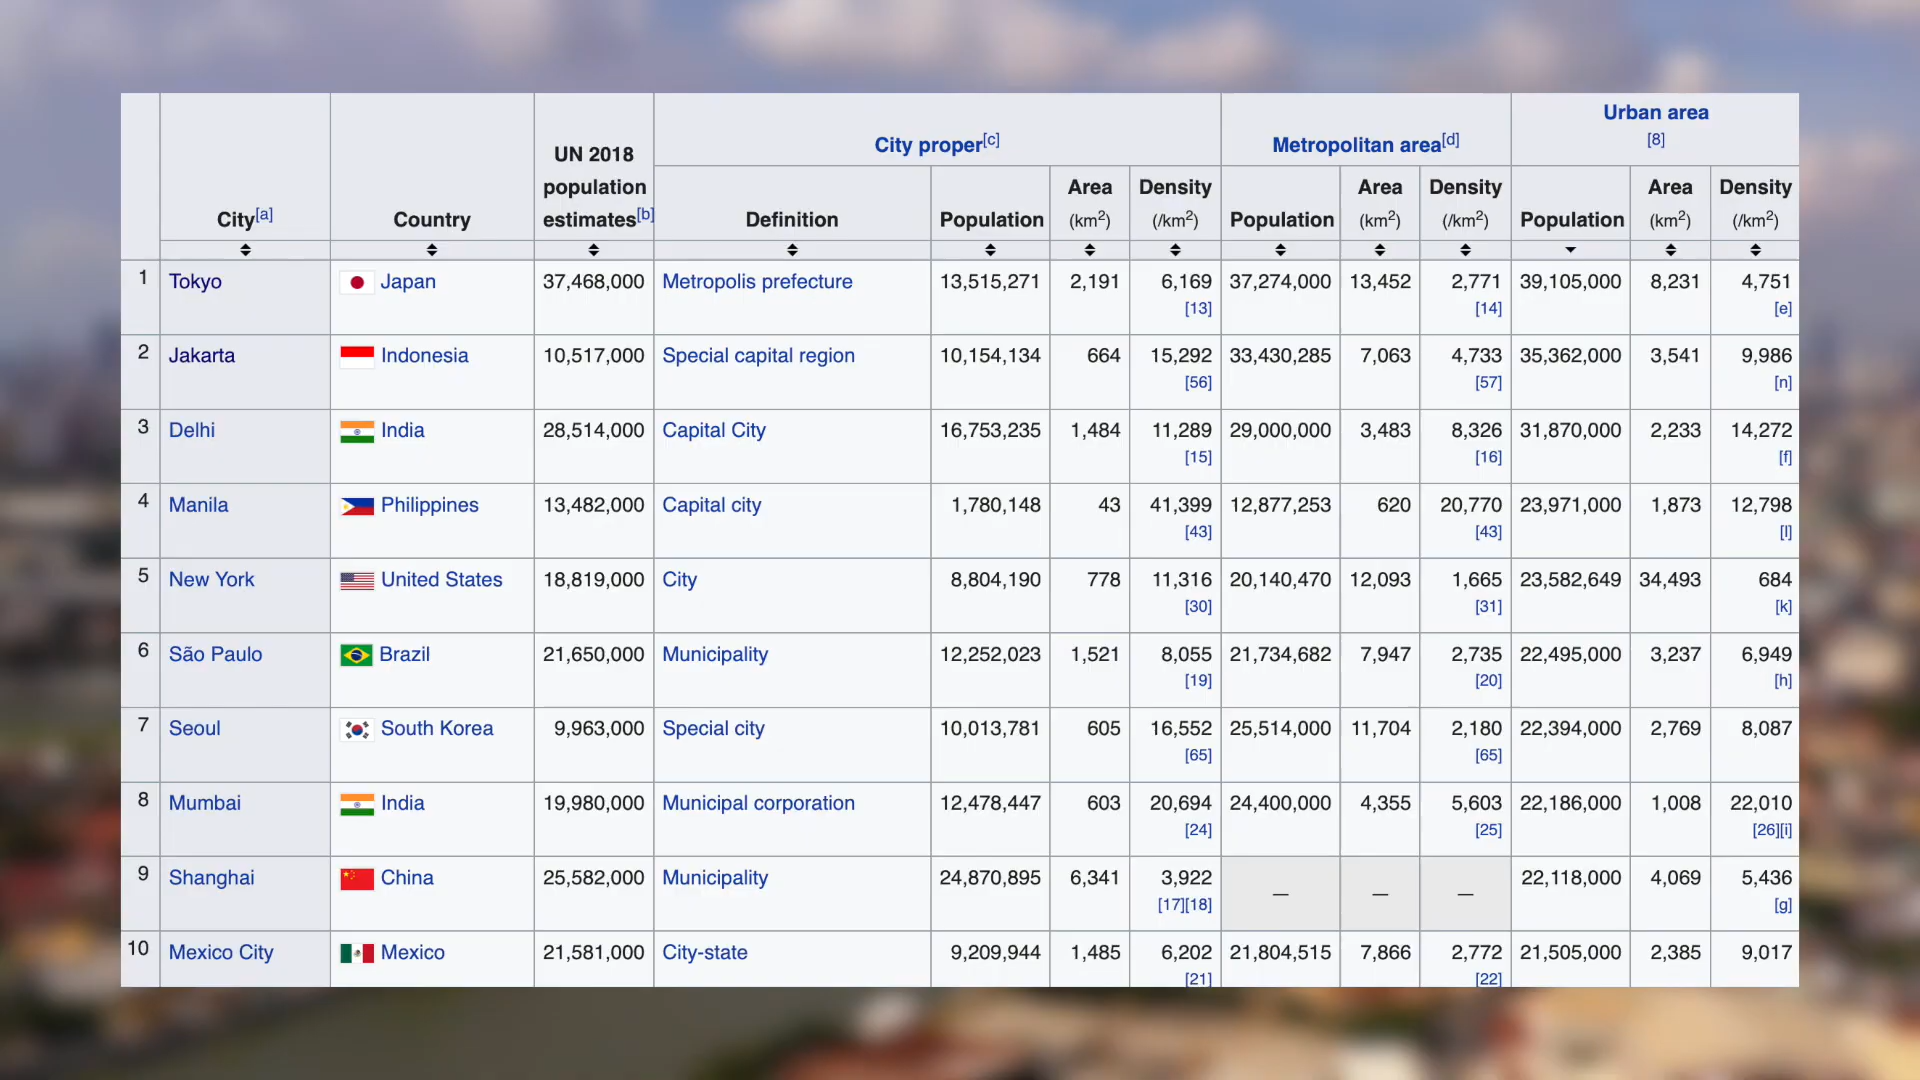 City[a] Country UN 2018 population estimates[b] City proper[c] Metropolitan area[d] Urban area [8]
Definition Population Area (km2) Density (/km2) Population Area (km2) Density (/km2) Population Area (km2) Density (/km2)
1 Tokyo Japan 37,468,000 Metropolis prefecture 13,515,271 2,191 6,169 [13] 37,274,000 13,452 2,771 [14] 39,105,000 8,231 4,751 [e]
2 Jakarta Indonesia 10,517,000 Special capital region 10,154,134 664 15,292 [56] 33,430,285 7,063 4,733 [57] 35,362,000 3,541 9,986 [n]
3 Delhi India 28,514,000 Capital City 16,753,235 1,484 11,289 [15] 29,000,000 3,483 8,326 [16] 31,870,000 2,233 14,272 [f]
4 Manila Philippines 13,482,000 Capital city 1,780,148 43 41,399 [43] 12,877,253 620 20,770 [43] 23,971,000 1,873 12,798 [l]
5 New York United States 18,819,000 City 8,804,190 778 11,316 [30] 20,140,470 12,093 1,665 [31] 23,582,649 34,493 684 [k]
6 São Paulo Brazil 21,650,000 Municipality 12,252,023 1,521 8,055 [19] 21,734,682 7,947 2,735 [20] 22,495,000 3,237 6,949 [h]
7 Seoul South Korea 9,963,000 Special city 10,013,781 605 16,552 [65] 25,514,000 11,704 2,180 [65] 22,394,000 2,769 8,087
8 Mumbai India 19,980,000 Municipal corporation 12,478,447 603 20,694 [24] 24,400,000 4,355 5,603 [25] 22,186,000 1,008 22,010 [26][i]
9 Shanghai China 25,582,000 Municipality 24,870,895 6,341 3,922 [17][18] — — — 22,118,000 4,069 5,436 [g]
10 Mexico City Mexico 21,581,000 City-state 9,209,944 1,485 6,202 [21] 21,804,515 7,866 2,772 [22] 21,505,000 2,385 9,017